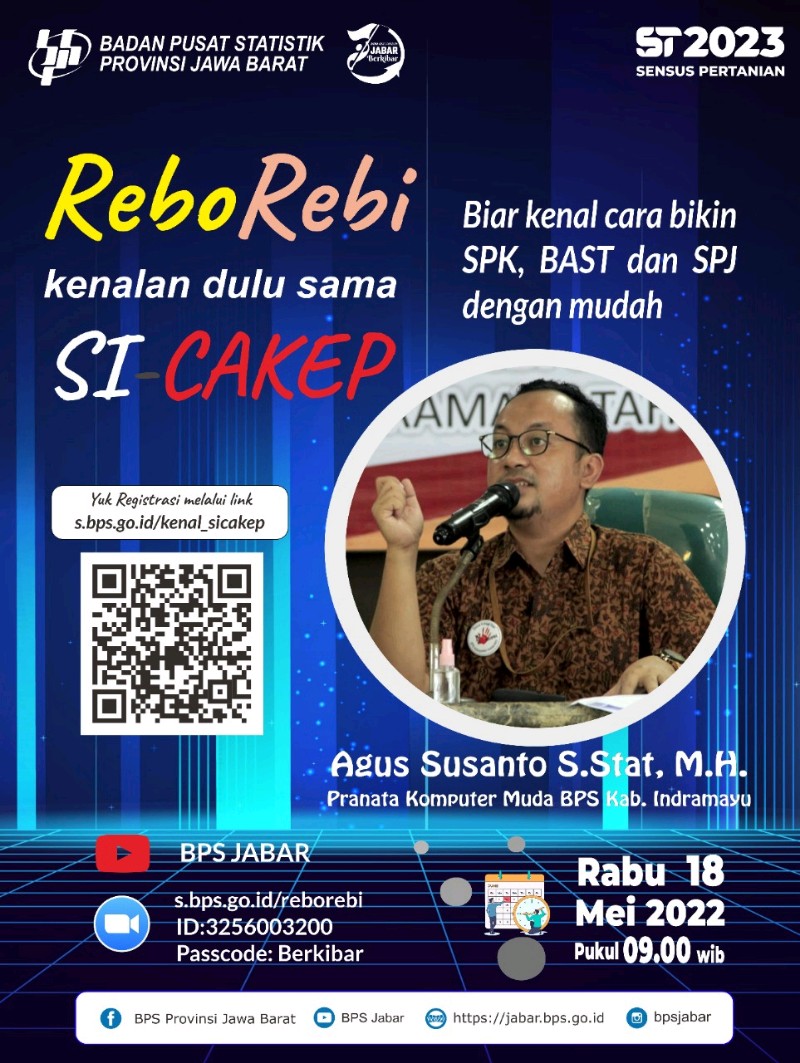 BADAN PUSAT STATISTIK
PROVINSI JAWA BARAT
JABAR
Berkibar
ST2023
SENSUS PERTANIAN
ReboRebi
kenalan dulu sama
SI-CAKEP
Biar kenal cara bikin
SPK, BAST dan SPJ
dengan mudah
Yuk Registrasi melalui link
s.bps.go.id/kenal_sicakep
Agus Susanto S.Stat, M.H.
Pranata Komputer Muda BPS Kab. Indramayu
BPS JABAR
s.bps.go.id/reborebi
ID:3256003200
Passcode: Berkibar
Rabu 18
Mei 2022
Pukul 09.00 wib
BPS Provinsi Jawa Barat
BPS Jabar
https://jabar.bps.go.id
bpsjabar